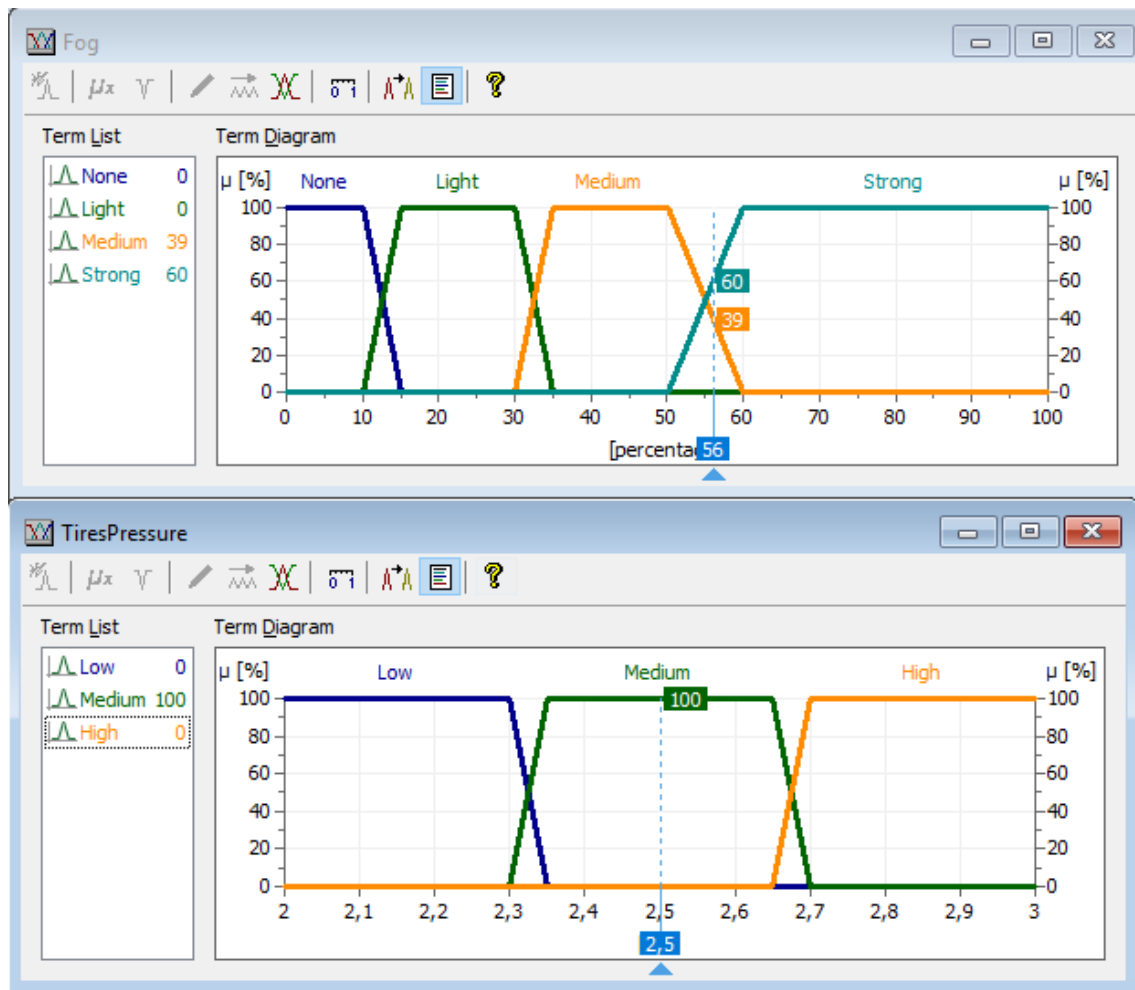 Fog
μx
Term List
Term Diagram
None 0
Light 0
Medium 39
Strong 60
μ [%] None Light Medium Strong μ [%]
100 100
80 80
60 60 60
40 39 40
20 20
0 0
0 10 20 30 40 50 60 70 80 90 100
[percenta 56
TiresPressure
μx
Term List
Term Diagram
Low 0
Medium 100
High 0
μ [%] Low Medium High μ [%]
100 100 100
80 80
60 60
40 40
20 20
0 0
2 2,1 2,2 2,3 2,4 2,5 2,6 2,7 2,8 2,9 3
2,5